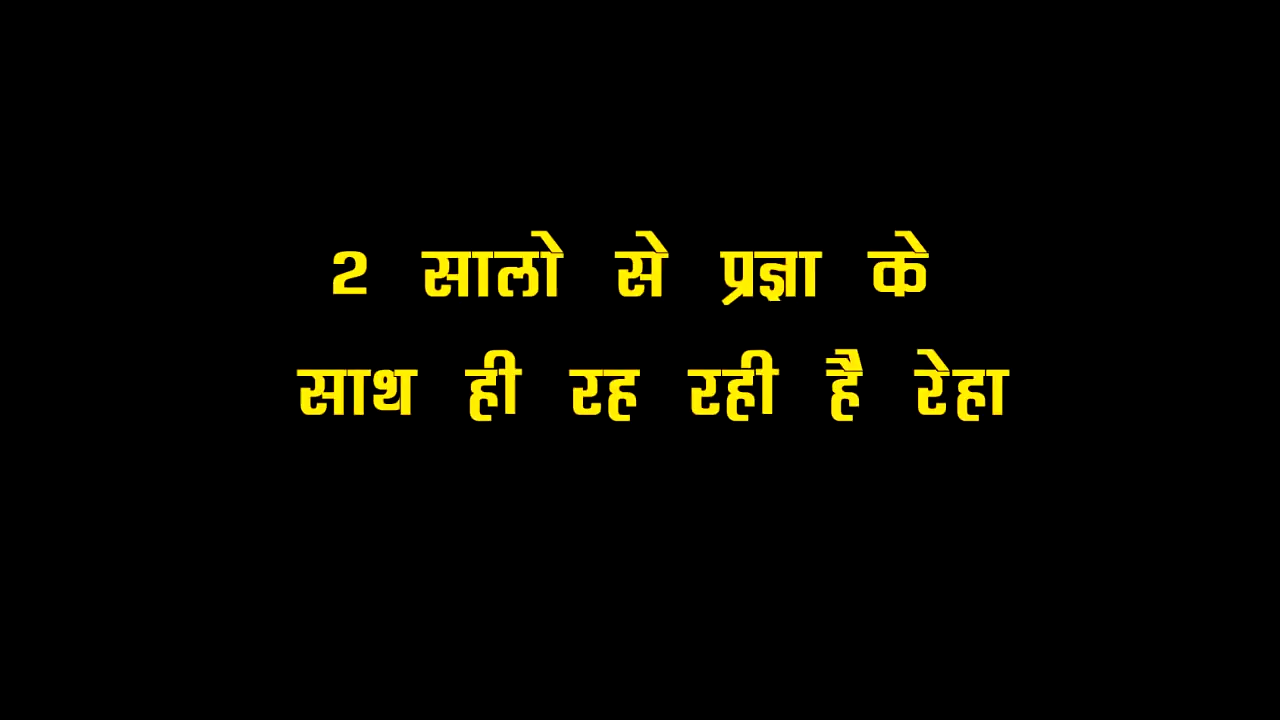 2 सालो से प्रज्ञा के
साथ ही रह रही है रेहा